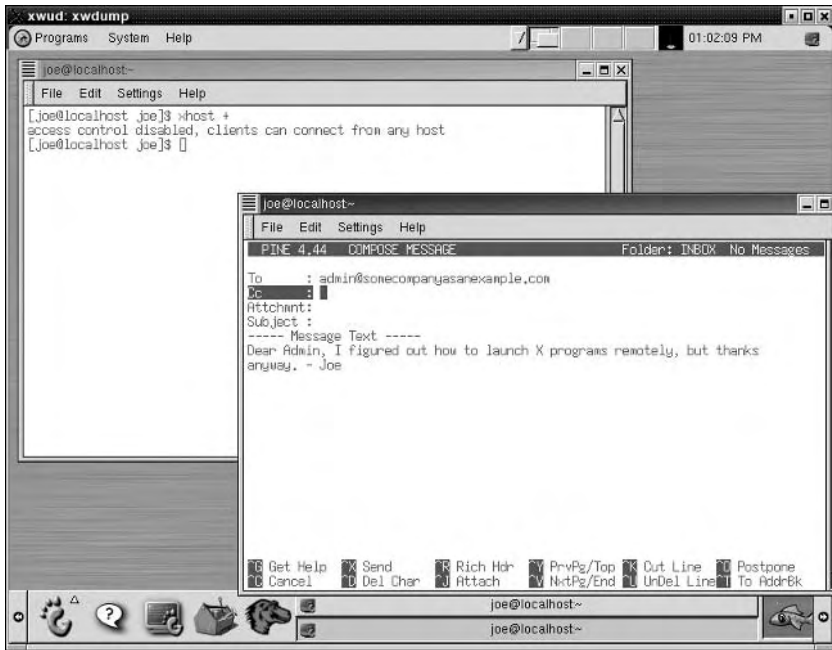 xwud: xwdump
Programs System Help 01:02:09 PM
joe@localhost:~
File Edit Settings Help
[joe@localhost joe]$ xhost +
access control disabled, clients can connect from any host
[joe@localhost joe]$
joe@localhost:~
File Edit Settings Help
PINE 4.44 COMPOSE MESSAGE Folder: INBOX No Messages
To : admin@somecompanyasanexample.com
Cc :
Attchmnt:
Subject :
----- Message Text -----
Dear Admin, I figured out how to launch X programs remotely, but thanks
anyway. - Joe
^G Get Help ^X Send ^R Rich Hdr ^Y PrvPg/Top ^K Cut Line ^O Postpone
^C Cancel ^D Del Char ^J Attach ^V NxtPg/End ^U UnDel Line ^T To AddrBk
joe@localhost:~
joe@localhost:~